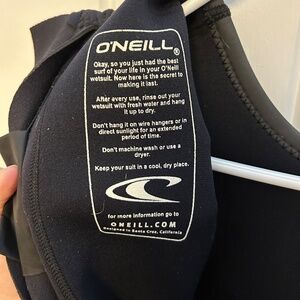 O'NEILL®
Okay, so you just had the best
surf of your life in your O'Neill
wetsuit. Now here is the secret to
making it last.
After every use, rinse out your
wetsuit with fresh water and hang
it up to dry.
Don't hang it on wire hangers or in
direct sunlight for an extended
period of time.
Don't machine wash or use a
dryer.
Keep your suit in a cool, dry place.
for more information go to
ONEILL.COM
Designed in Santa Cruz, California